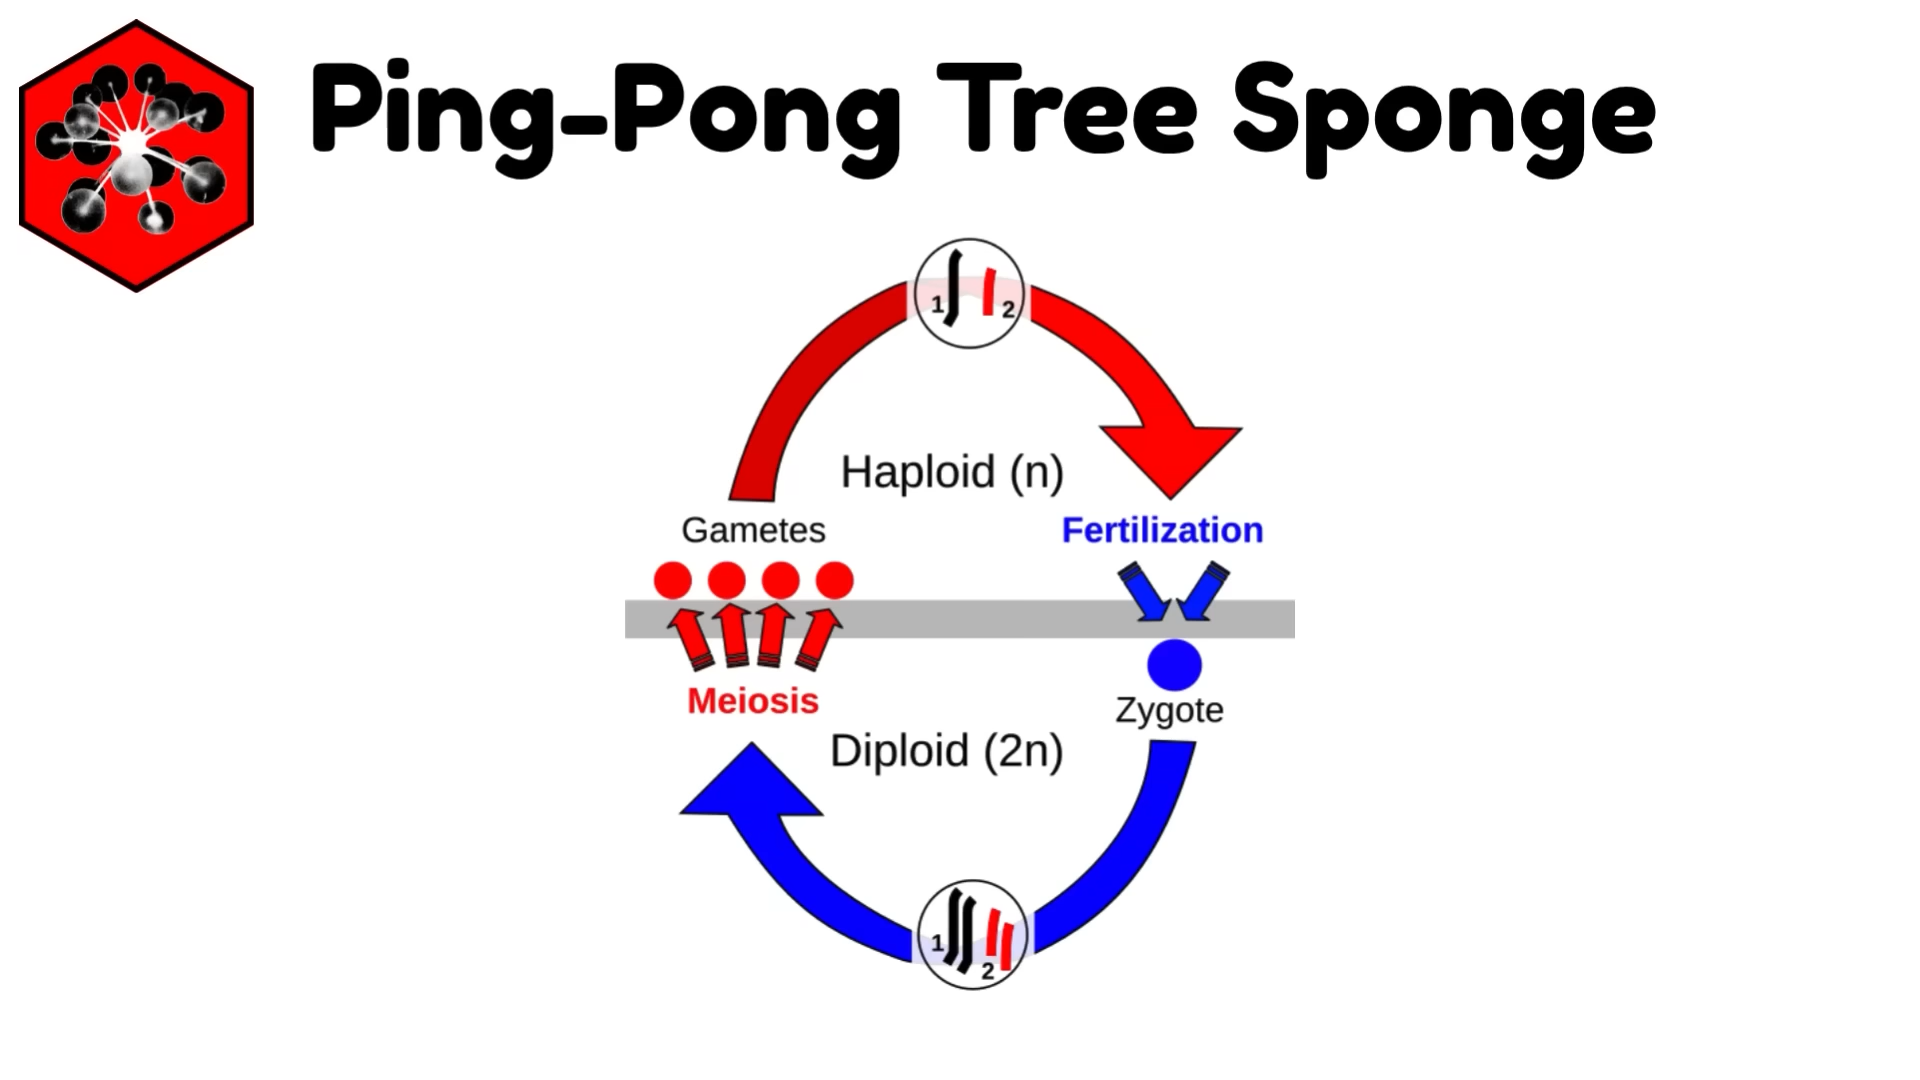 Ping-Pong Tree Sponge
1 2
Haploid (n)
Gametes Fertilization
Meiosis Zygote
Diploid (2n)
1
2